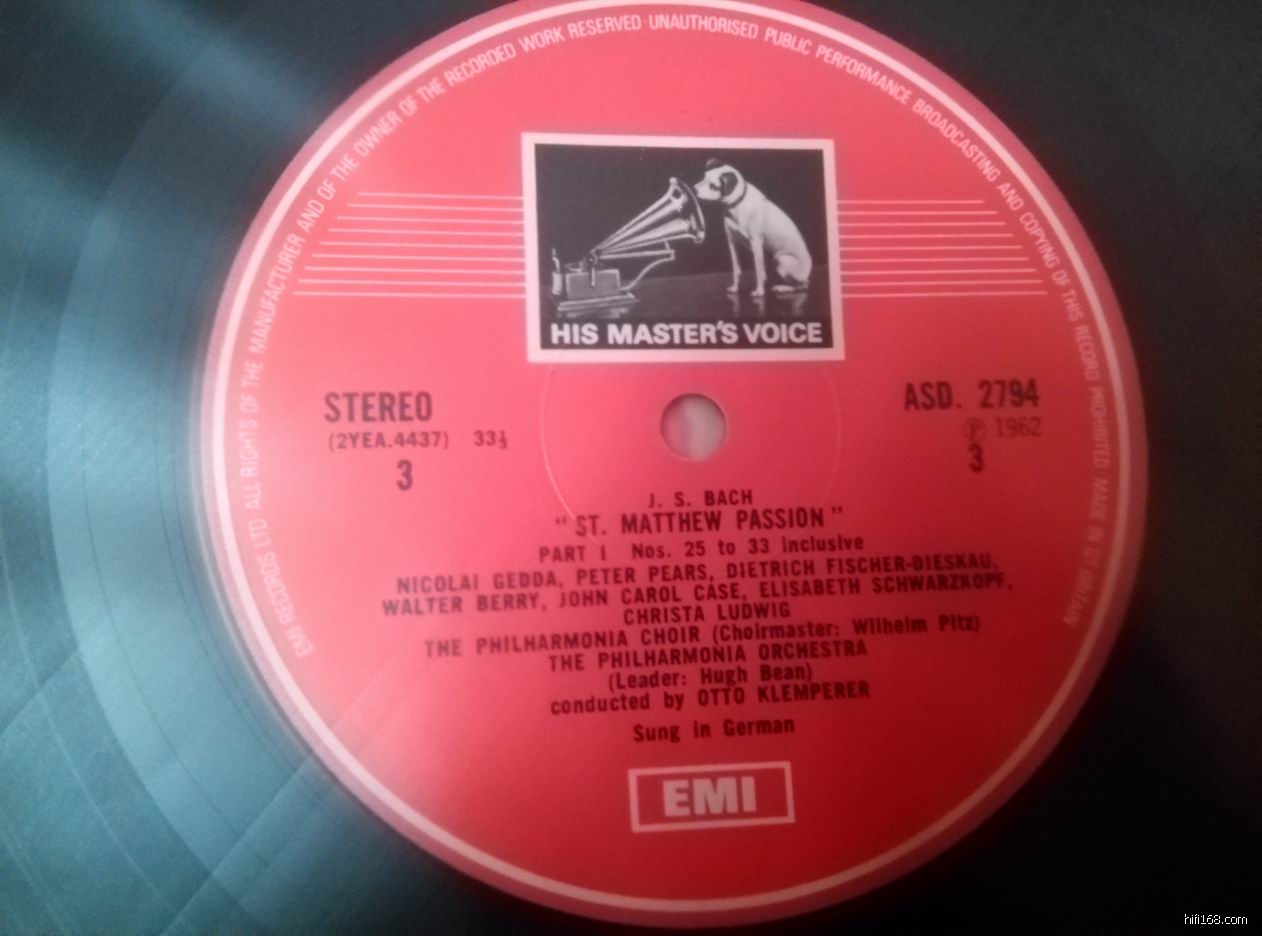 EMI RECORDS LTD ALL RIGHTS OF THE MANUFACTURER AND OF THE OWNER OF THE RECORDED WORK RESERVED · UNAUTHORISED PUBLIC PERFORMANCE BROADCASTING AND COPYING OF THIS RECORD PROHIBITED MADE IN GT BRITAIN
HIS MASTER'S VOICE
STEREO
(2YEA.4437) 33⅓
3
ASD. 2794
Ⓟ 1962
3
J. S. BACH
"ST. MATTHEW PASSION"
PART I Nos. 25 to 33 inclusive
NICOLAI GEDDA, PETER PEARS, DIETRICH FISCHER-DIESKAU,
WALTER BERRY, JOHN CAROL CASE, ELISABETH SCHWARZKOPF,
CHRISTA LUDWIG
THE PHILHARMONIA CHOIR (Choirmaster: Wilhelm Pitz)
THE PHILHARMONIA ORCHESTRA
(Leader: Hugh Bean)
conducted by OTTO KLEMPERER
Sung in German
EMI
hifi168.com